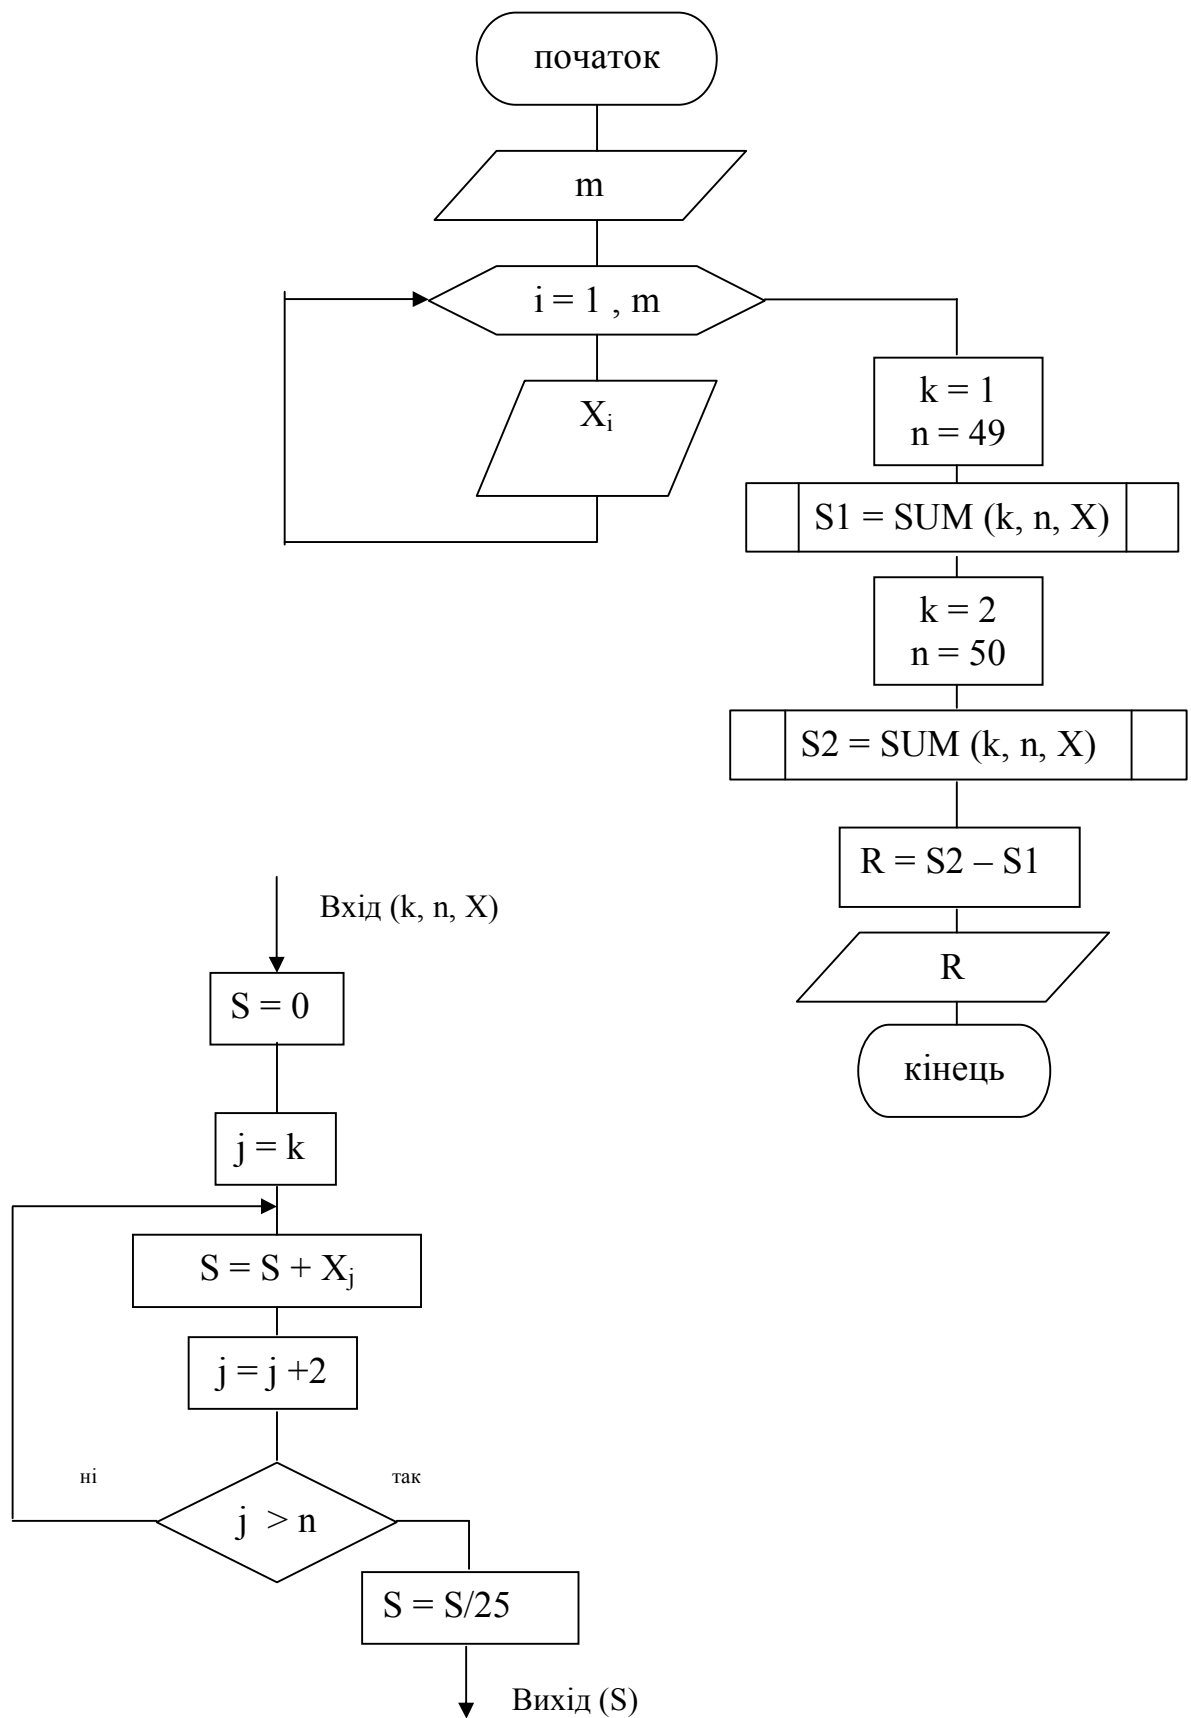 початок
m
i = 1 , m
Xi
k = 1
n = 49
S1 = SUM (k, n, X)
k = 2
n = 50
S2 = SUM (k, n, X)
R = S2 – S1
R
кінець
Вхід (k, n, X)
S = 0
j = k
S = S + Xj
j = j +2
ні
так
j > n
S = S/25
Вихід (S)